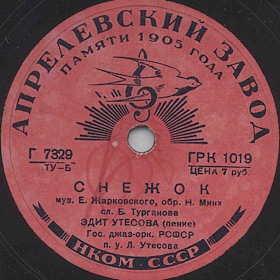 АПРЕЛЕВСКИЙ ЗАВОД
ПАМЯТИ 1905 ГОДА
Г 7329
ТУ-Б
ГРК 1019
ЦЕНА 7 руб.
СНЕЖОК
муз. Е. Жарковского, обр. Н. Минх
сл. Б. Турганова
ЭДИТ УТЕСОВА (пение)
Гос. джаз-орк. РСФСР
п. у. Л. Утесова
НКОМ СССР